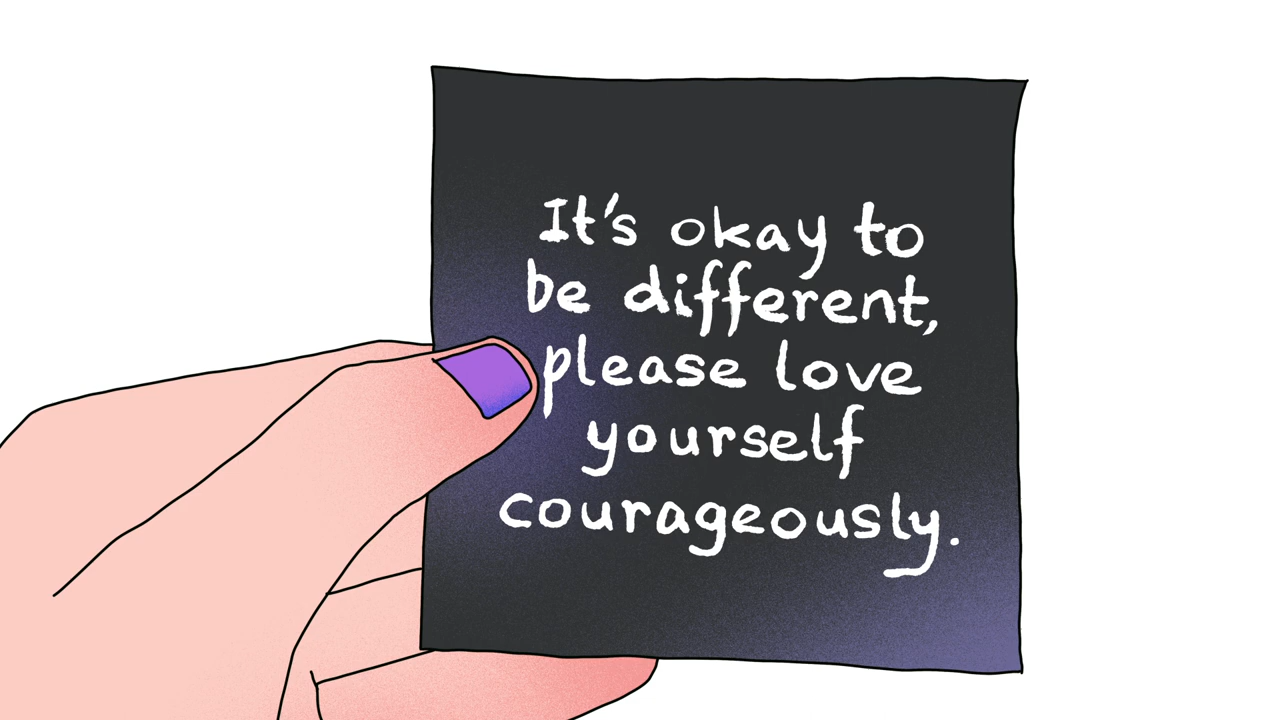 It's okay to
be different,
please love
yourself
courageously.